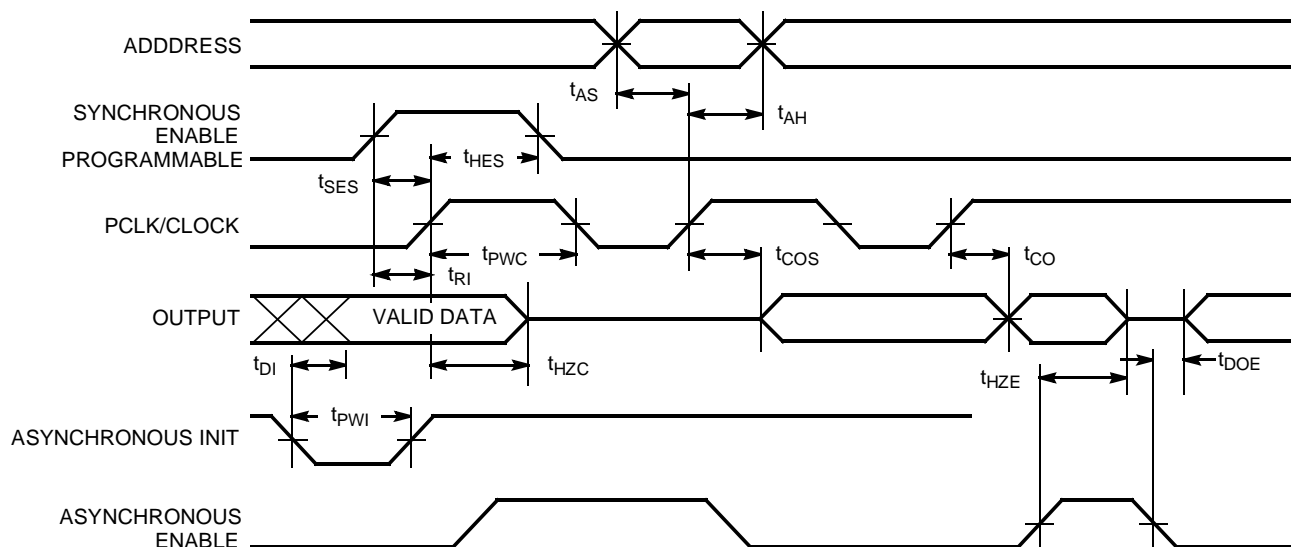 ADDDRESS
tAS
tAH
SYNCHRONOUS
ENABLE
PROGRAMMABLE
tHES
tSES
PCLK/CLOCK
tPWC
tCOS
tCO
tRI
OUTPUT
VALID DATA
tDI
tHZC
tHZE
tDOE
tPWI
ASYNCHRONOUS INIT
ASYNCHRONOUS
ENABLE